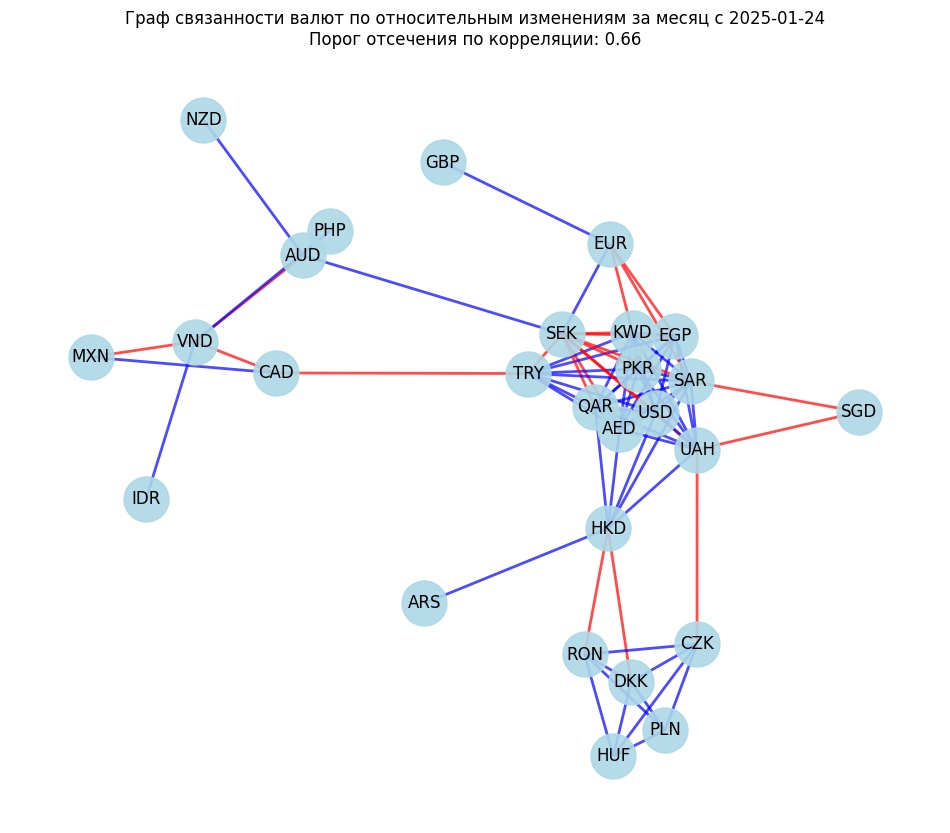 Граф связанности валют по относительным изменениям за месяц с 2025-01-24
Порог отсечения по корреляции: 0.66
NZD
GBP
PHP
EUR
AUD
SEK
KWD
EGP
VND
MXN
CAD
TRY
PKR
SAR
QAR
USD
SGD
AED
UAH
IDR
HKD
ARS
CZK
RON
DKK
PLN
HUF